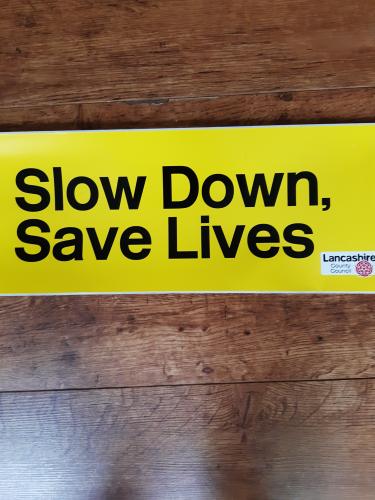 Slow Down,
Save Lives
Lancashire
County
Council